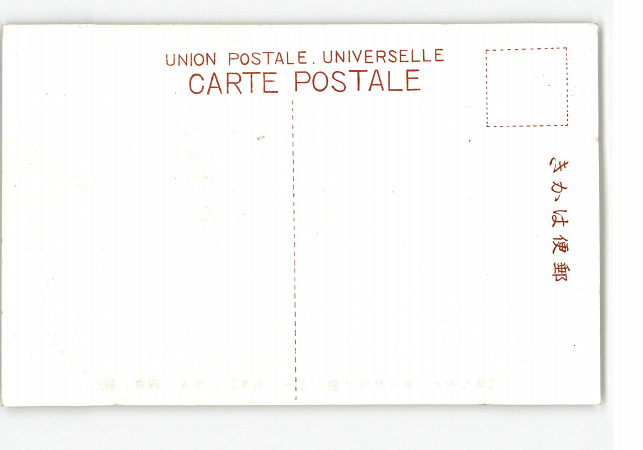 UNION POSTALE. UNIVERSELLE
CARTE POSTALE
きかは便郵